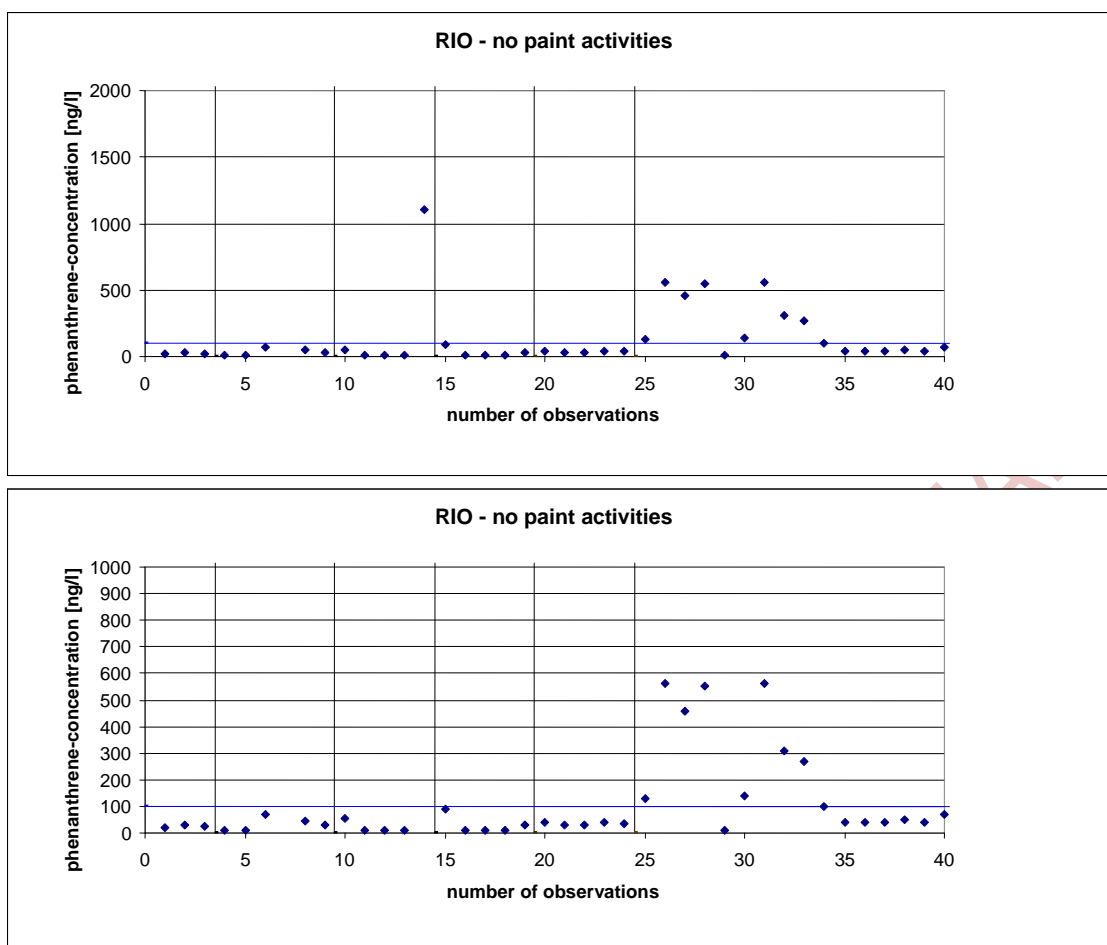 RIO - no paint activities
phenanthrene-concentration [ng/l]
2000
1500
1000
500
0
0 5 10 15 20 25 30 35 40
number of observations
RIO - no paint activities
phenanthrene-concentration [ng/l]
1000
900
800
700
600
500
400
300
200
100
0
0 5 10 15 20 25 30 35 40
number of observations